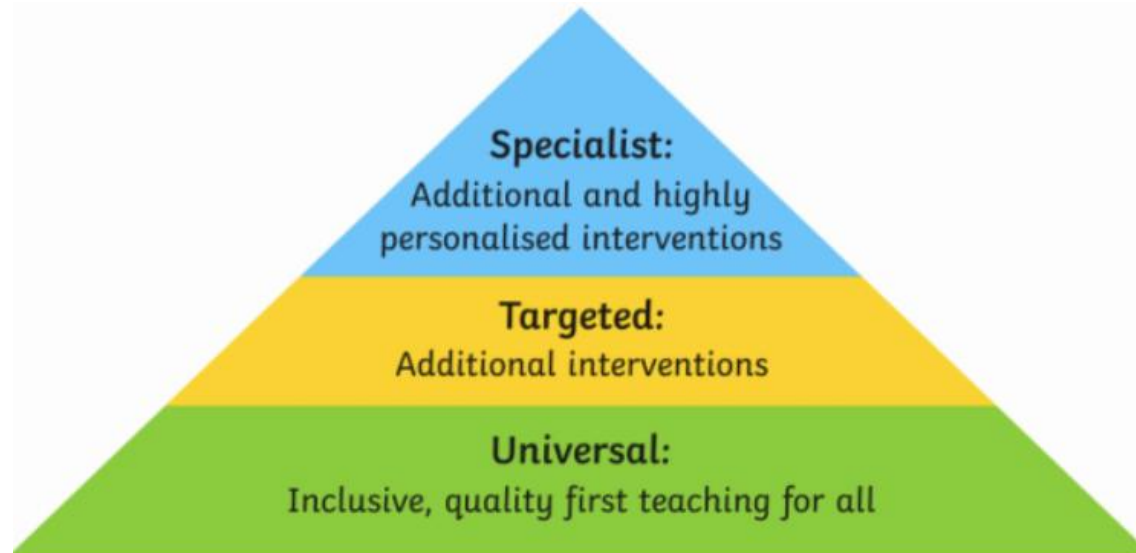 Specialist:
Additional and highly
personalised interventions
Targeted:
Additional interventions
Universal:
Inclusive, quality first teaching for all